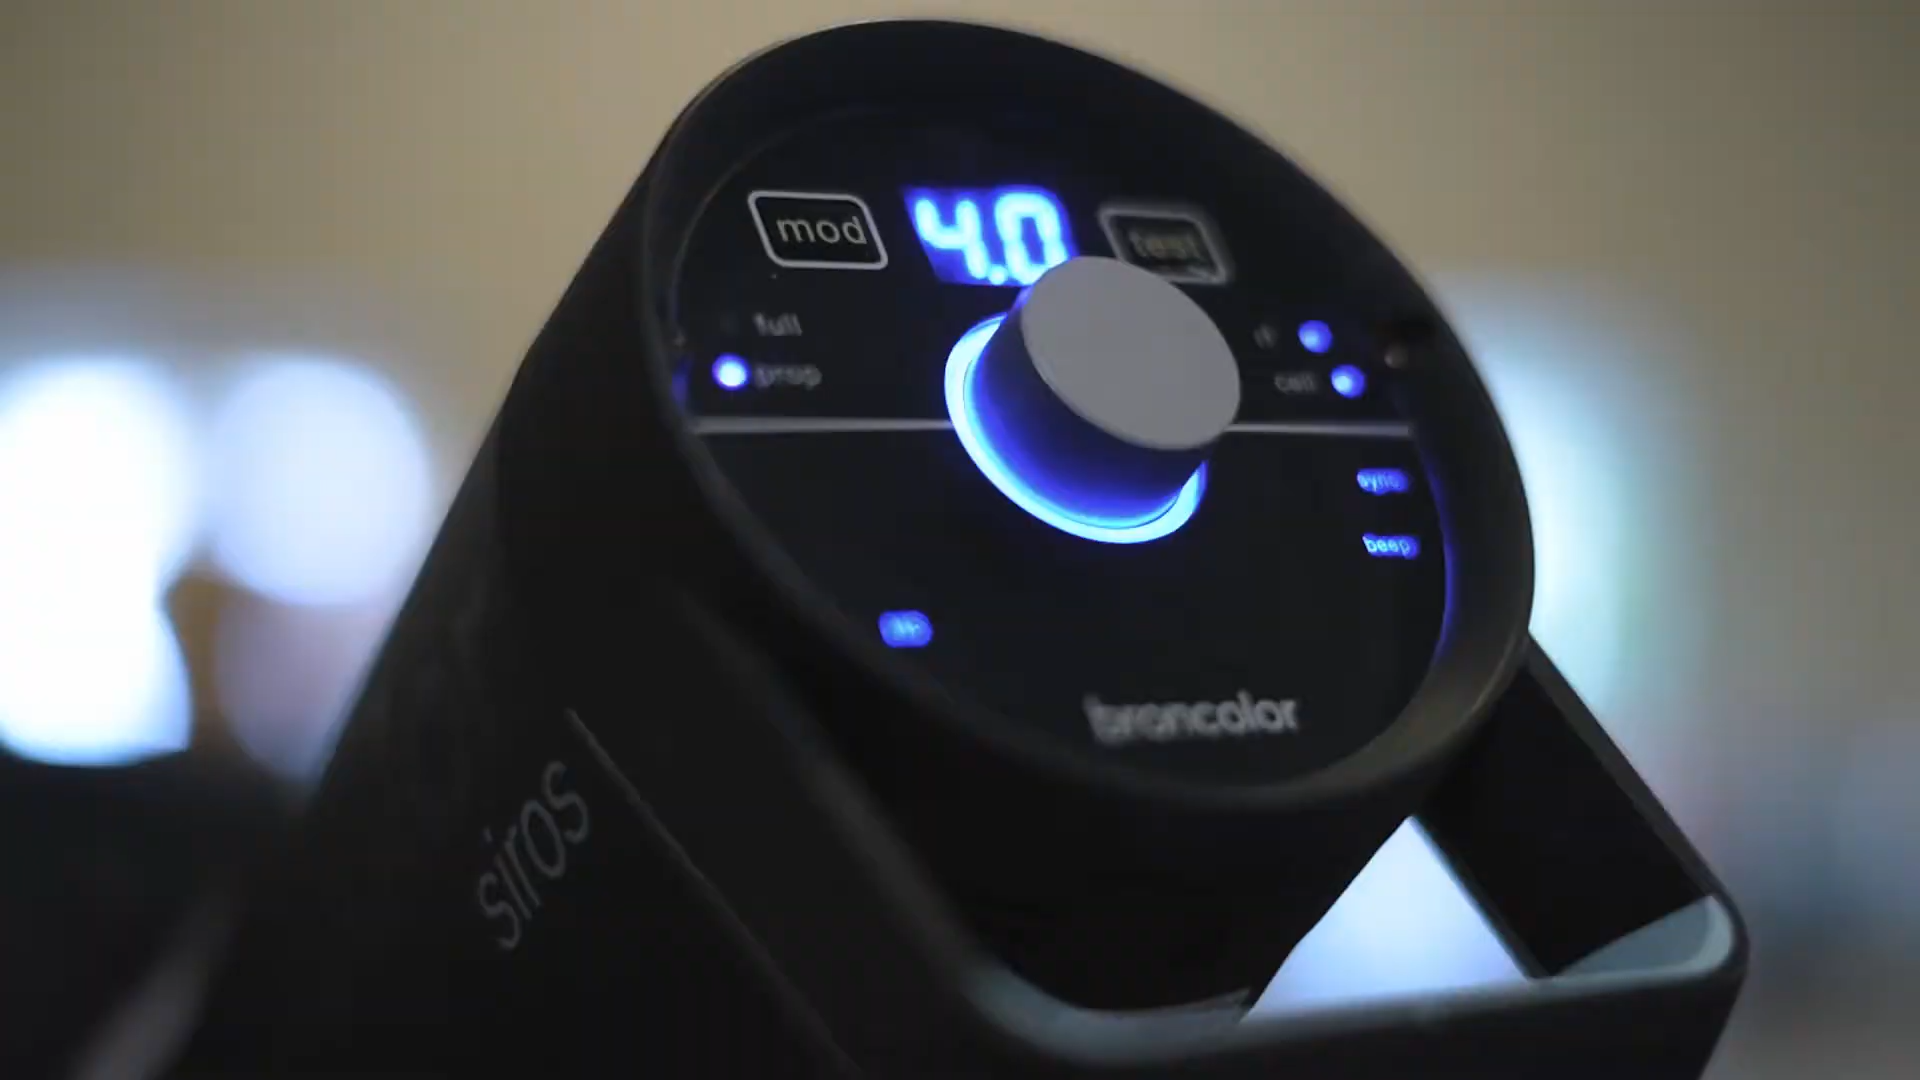 mod
4.0
test
full
prop
cell
sync
beep
broncolor
siros